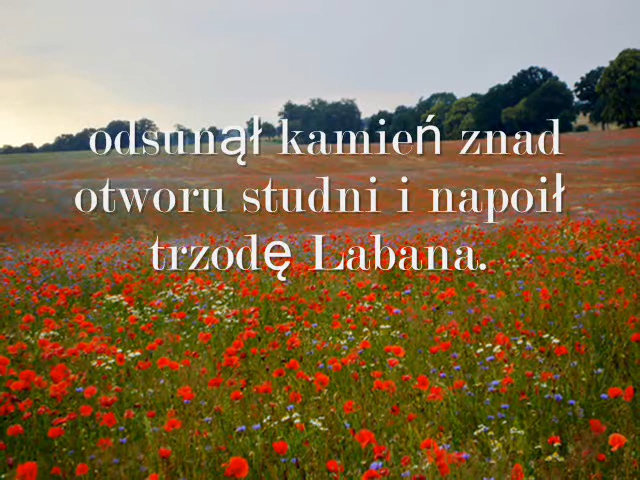 odsunął kamień znad
otworu studni i napoił
trzodę Labana.